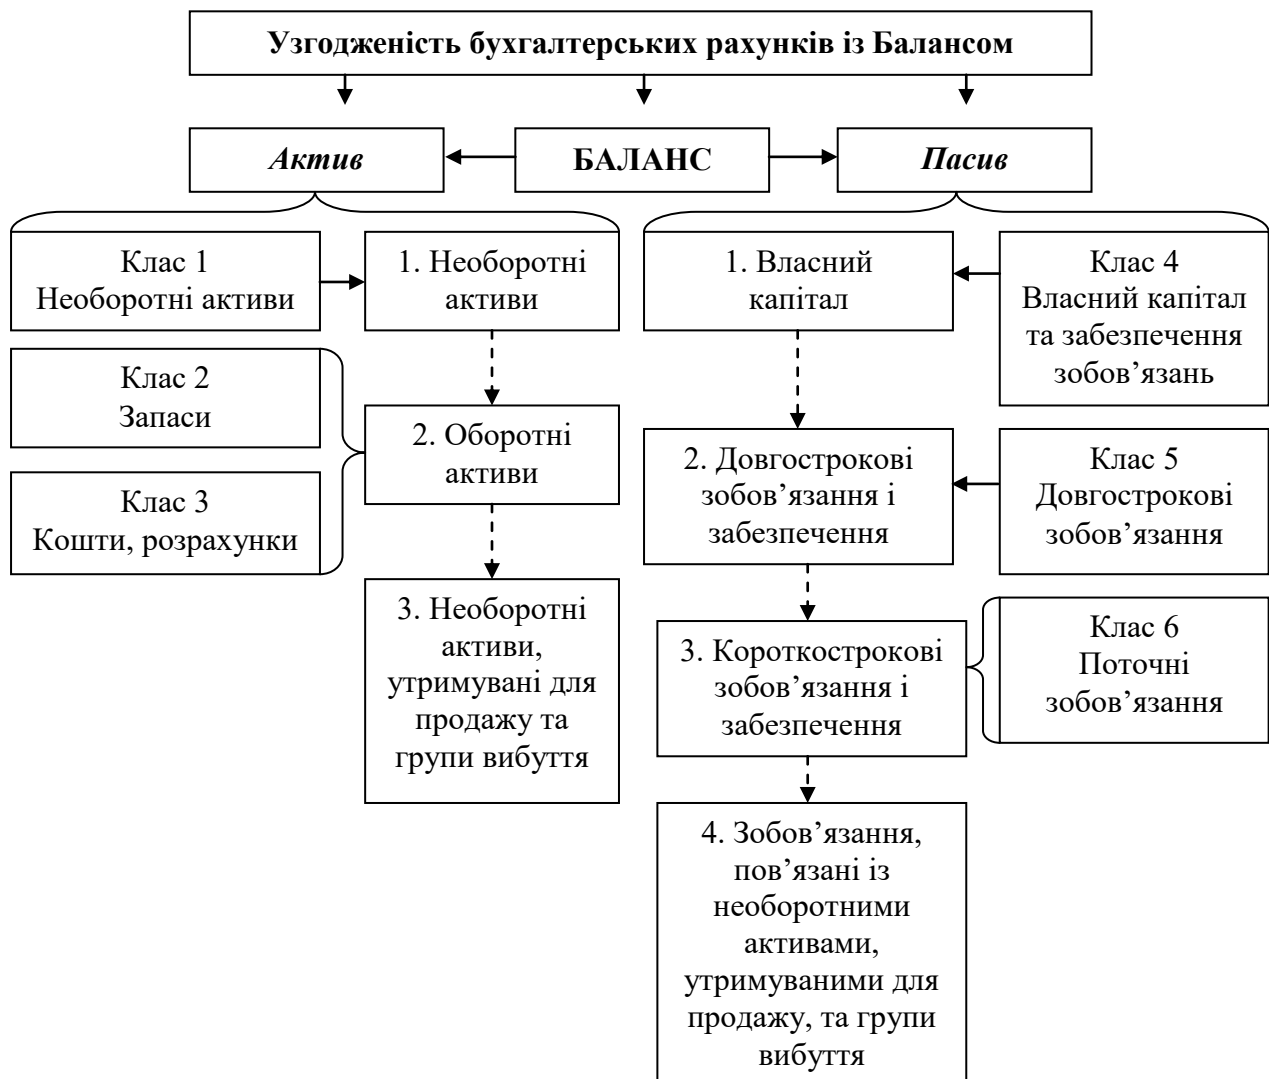 Узгодженість бухгалтерських рахунків із Балансом
Актив
БАЛАНС
Пасив
Клас 1
Необоротні активи
1. Необоротні
активи
1. Власний
капітал
Клас 4
Власний капітал
та забезпечення
зобов’язань
Клас 2
Запаси
2. Оборотні
активи
Клас 3
Кошти, розрахунки
2. Довгострокові
зобов’язання і
забезпечення
Клас 5
Довгострокові
зобов’язання
3. Необоротні
активи,
утримувані для
продажу та
групи вибуття
3. Короткострокові
зобов’язання і
забезпечення
Клас 6
Поточні
зобов’язання
4. Зобов’язання,
пов’язані із
необоротними
активами,
утримуваними для
продажу, та групи
вибуття